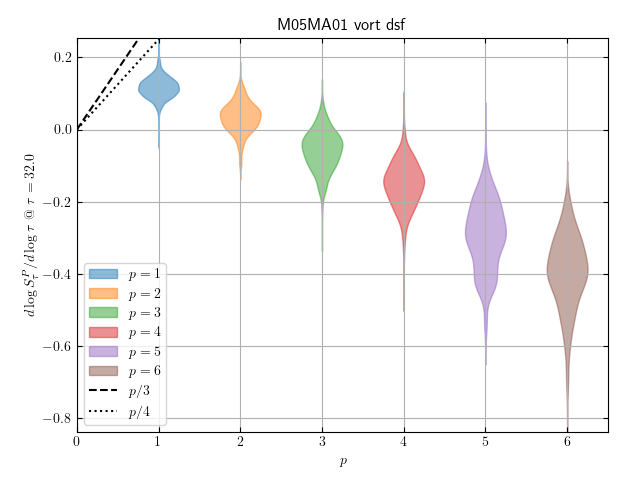 M05MA01 vort dsf
d log S_τ^p / d log τ @ τ = 32.0
0.2
0.0
−0.2
−0.4
−0.6
−0.8
p = 1
p = 2
p = 3
p = 4
p = 5
p = 6
p/3
p/4
0 1 2 3 4 5 6
p